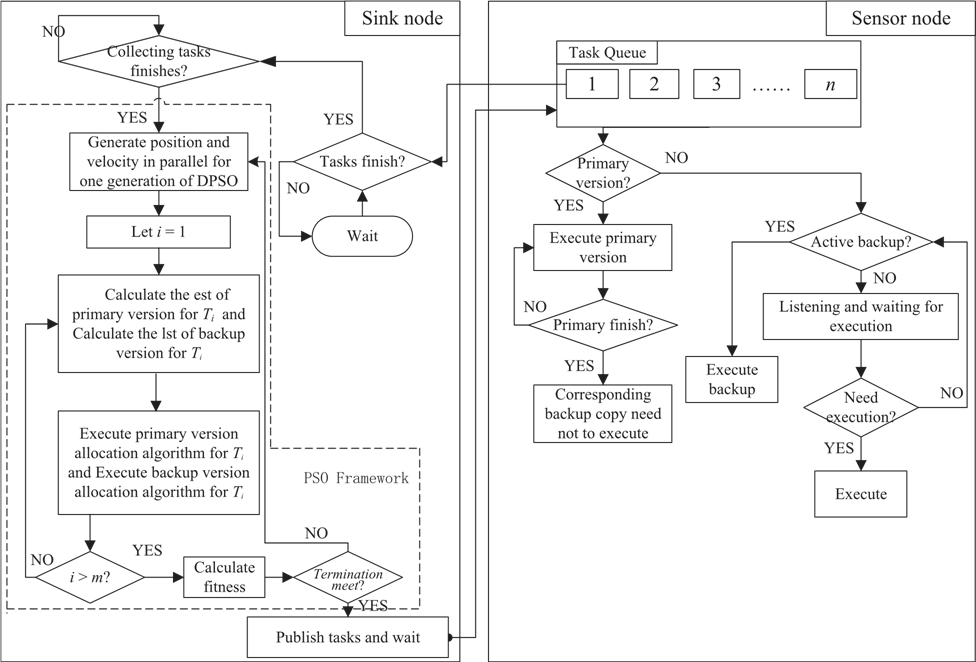 Sink node
NO
Collecting tasks
finishes?
YES
Generate position and
velocity in parallel for
one generation of DPSO
Let i = 1
Calculate the est of
primary version for Ti and
Calculate the lst of backup
version for Ti
Execute primary version
allocation algorithm for Ti
and Execute backup version
allocation algorithm for Ti
NO
i > m?
YES
Calculate
fitness
Termination
meet?
NO
YES
PSO Framework
Publish tasks and wait
YES
Tasks finish?
NO
Wait
Sensor node
Task Queue
1 2 3 …… n
Primary
version?
NO
YES
Execute primary
version
NO
Primary finish?
YES
Corresponding
backup copy need
not to execute
YES
Active backup?
NO
Listening and waiting for
execution
Execute
backup
Need
execution?
NO
YES
Execute